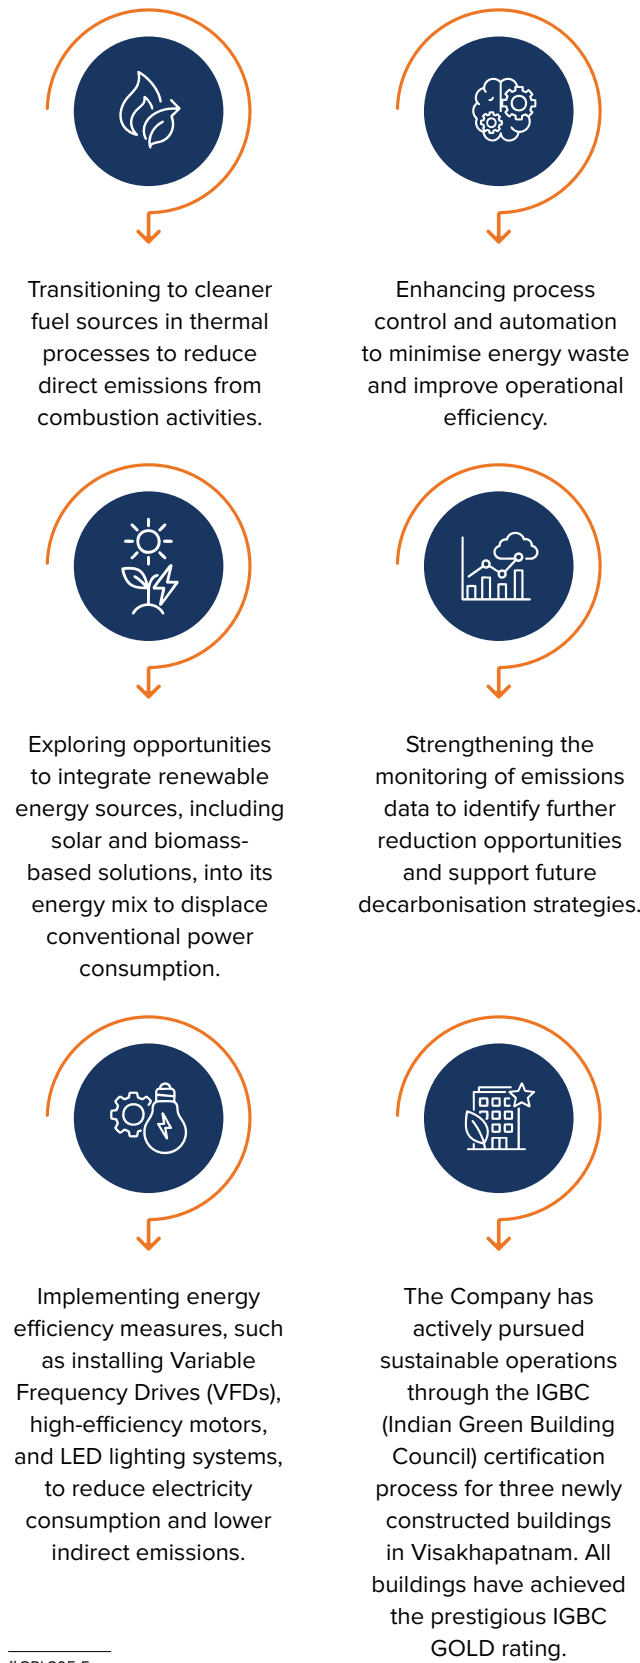 Transitioning to cleaner
fuel sources in thermal
processes to reduce
direct emissions from
combustion activities.
Enhancing process
control and automation
to minimise energy waste
and improve operational
efficiency.
Exploring opportunities
to integrate renewable
energy sources, including
solar and biomass-
based solutions, into its
energy mix to displace
conventional power
consumption.
Strengthening the
monitoring of emissions
data to identify further
reduction opportunities
and support future
decarbonisation strategies.
Implementing energy
efficiency measures, such
as installing Variable
Frequency Drives (VFDs),
high-efficiency motors,
and LED lighting systems,
to reduce electricity
consumption and lower
indirect emissions.
The Company has
actively pursued
sustainable operations
through the IGBC
(Indian Green Building
Council) certification
process for three newly
constructed buildings
in Visakhapatnam. All
buildings have achieved
the prestigious IGBC
GOLD rating.